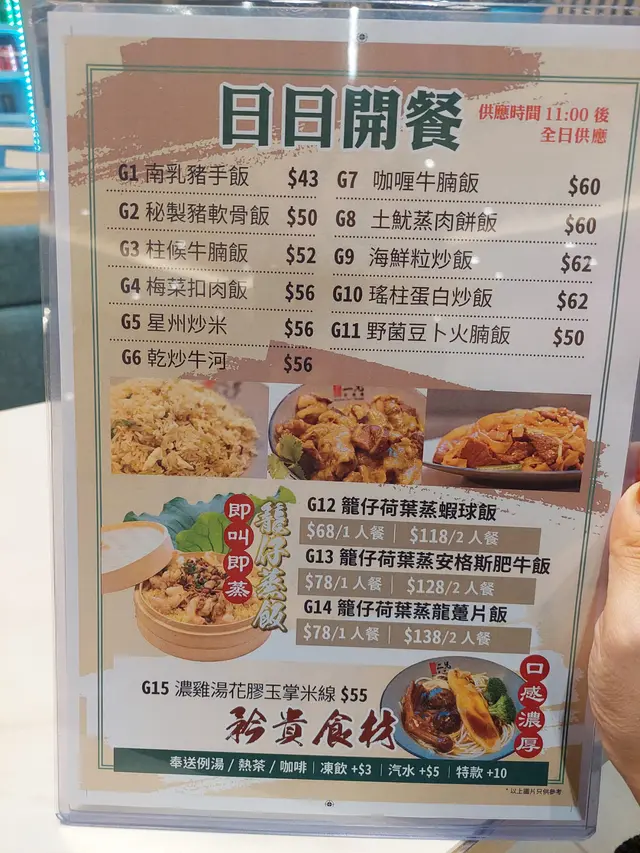 日日開餐
供應時間 11:00 後
全日供應
G1 南乳豬手飯 $43
G2 秘製豬軟骨飯 $50
G3 柱候牛腩飯 $52
G4 梅菜扣肉飯 $56
G5 星州炒米 $56
G6 乾炒牛河 $56
G7 咖喱牛腩飯 $60
G8 土魷蒸肉餅飯 $60
G9 海鮮粒炒飯 $62
G10 瑤柱蛋白炒飯 $62
G11 野菌豆卜火腩飯 $50
即叫即蒸
籠仔蒸飯
G12 籠仔荷葉蒸蝦球飯
$68/1 人餐 | $118/2 人餐
G13 籠仔荷葉蒸安格斯肥牛飯
$78/1 人餐 | $128/2 人餐
G14 籠仔荷葉蒸龍躉片飯
$78/1 人餐 | $138/2 人餐
G15 濃雞湯花膠玉掌米線 $55
矜貴食材
口感濃厚
奉送例湯 / 熱茶 / 咖啡 | 凍飲 +$3 | 汽水 +$5 | 特款 +10
*以上圖片只供參考